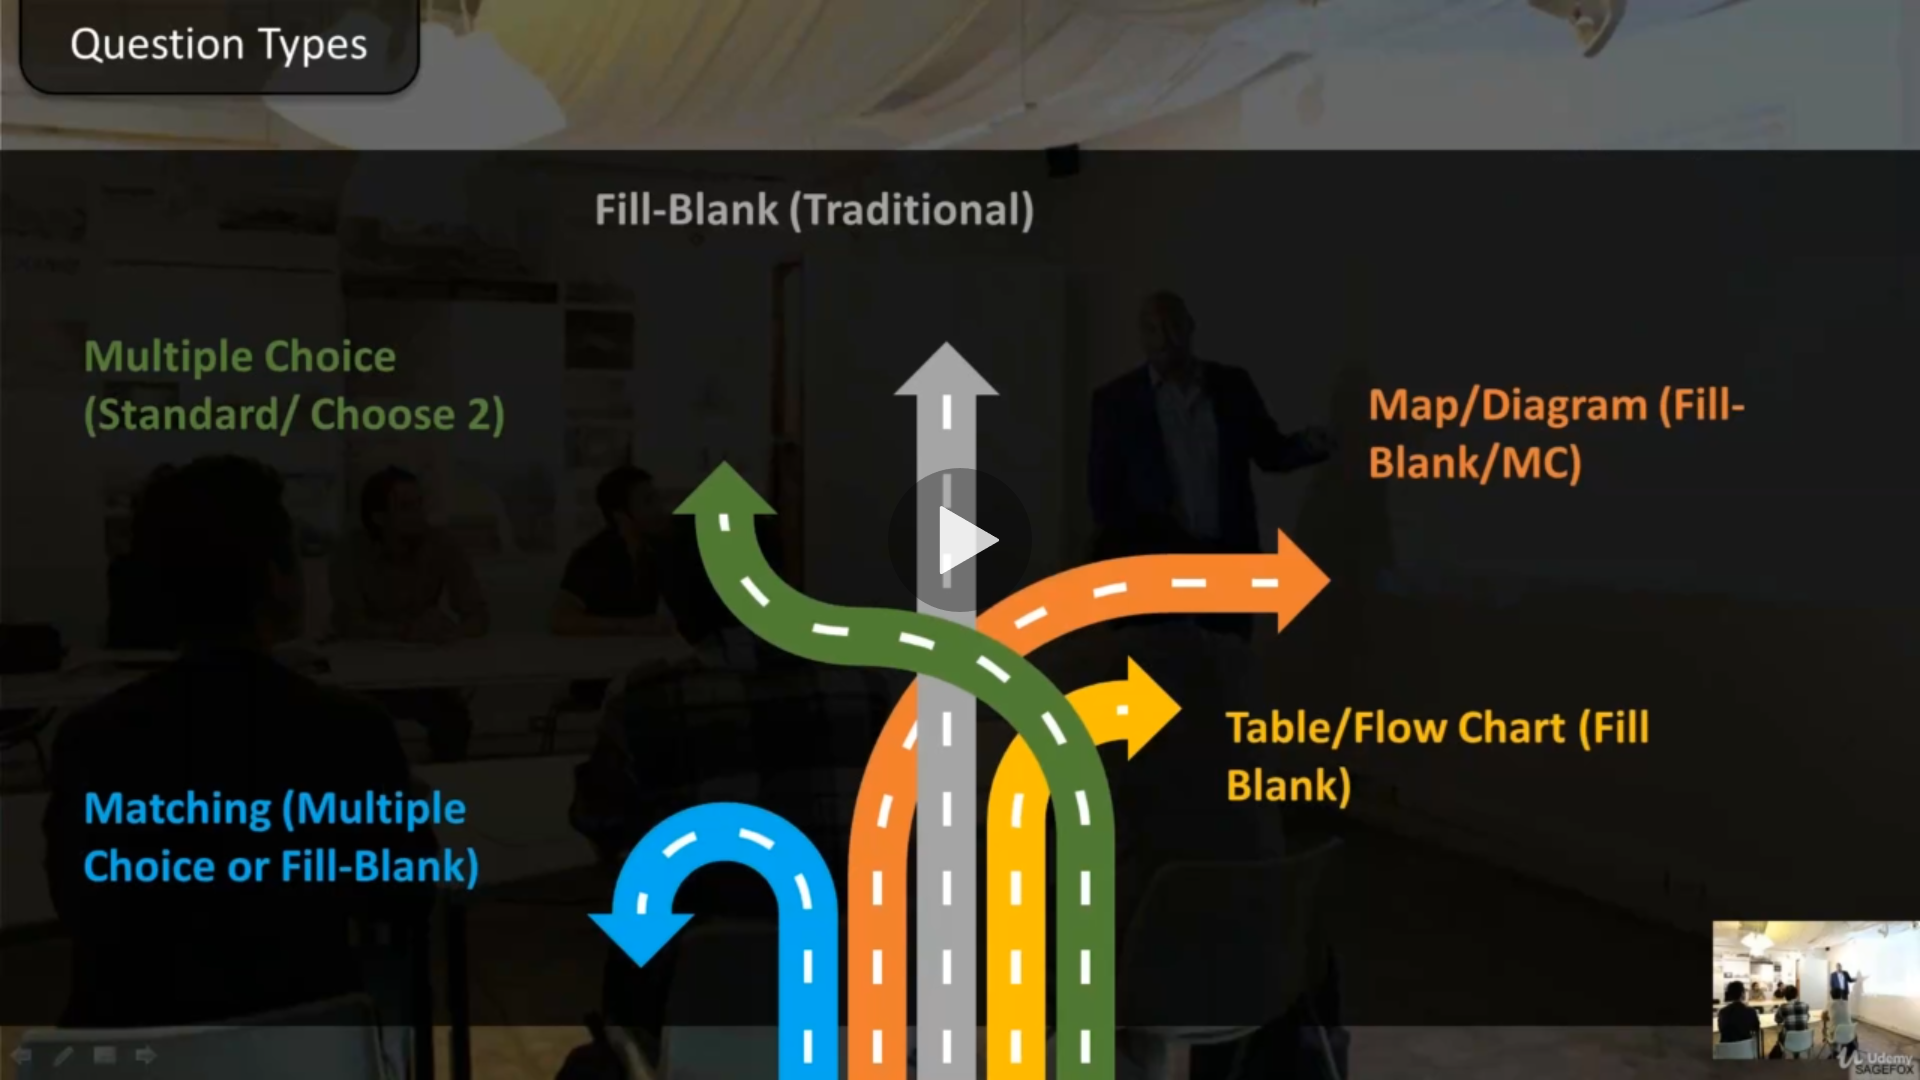 Question Types
Fill-Blank (Traditional)
Multiple Choice
(Standard/ Choose 2)
Map/Diagram (Fill-
Blank/MC)
Table/Flow Chart (Fill
Blank)
Matching (Multiple
Choice or Fill-Blank)
Udemy
SAGEFOX